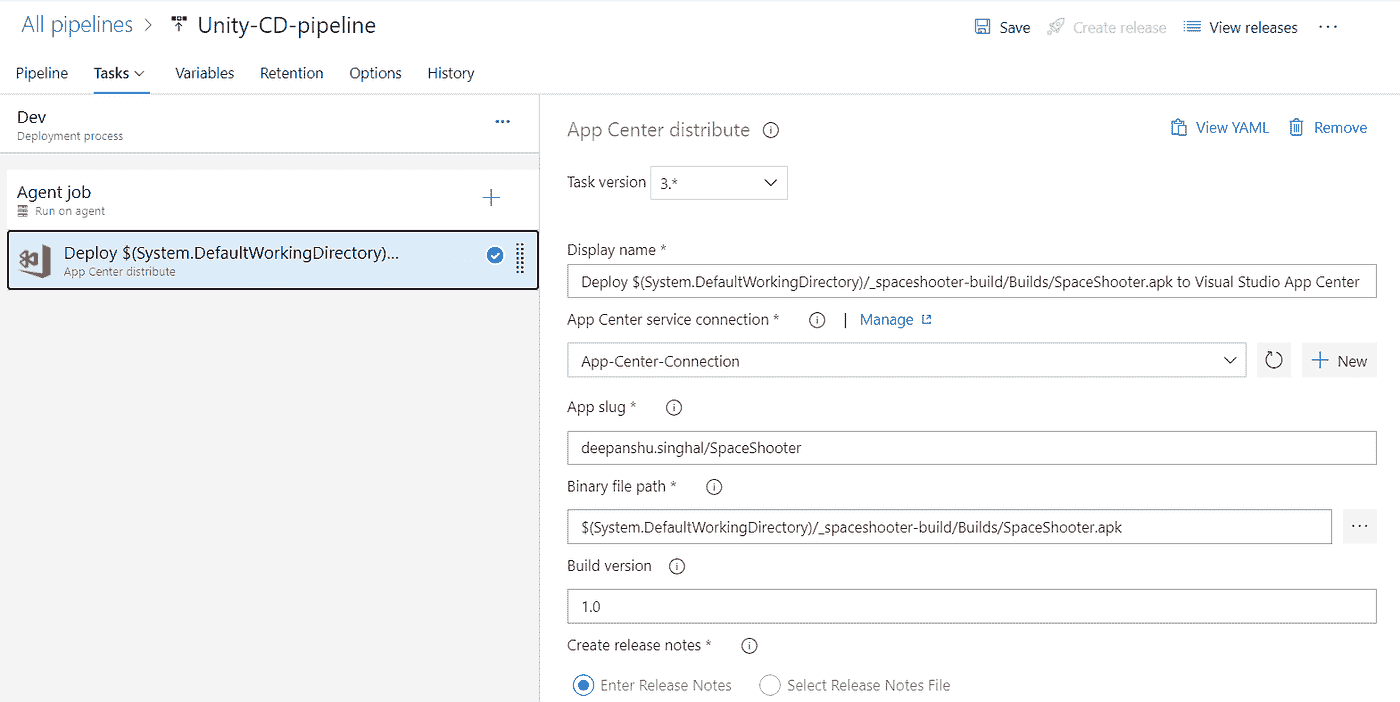 All pipelines > Unity-CD-pipeline
Save Create release View releases ...
Pipeline Tasks Variables Retention Options History
Dev
Deployment process
...
Agent job
Run on agent
Deploy $(System.DefaultWorkingDirectory)...
App Center distribute
App Center distribute
View YAML Remove
Task version 3.*
Display name *
Deploy $(System.DefaultWorkingDirectory)/_spaceshooter-build/Builds/SpaceShooter.apk to Visual Studio App Center
App Center service connection * | Manage
App-Center-Connection
New
App slug *
deepanshu.singhal/SpaceShooter
Binary file path *
$(System.DefaultWorkingDirectory)/_spaceshooter-build/Builds/SpaceShooter.apk
...
Build version
1.0
Create release notes *
Enter Release Notes Select Release Notes File